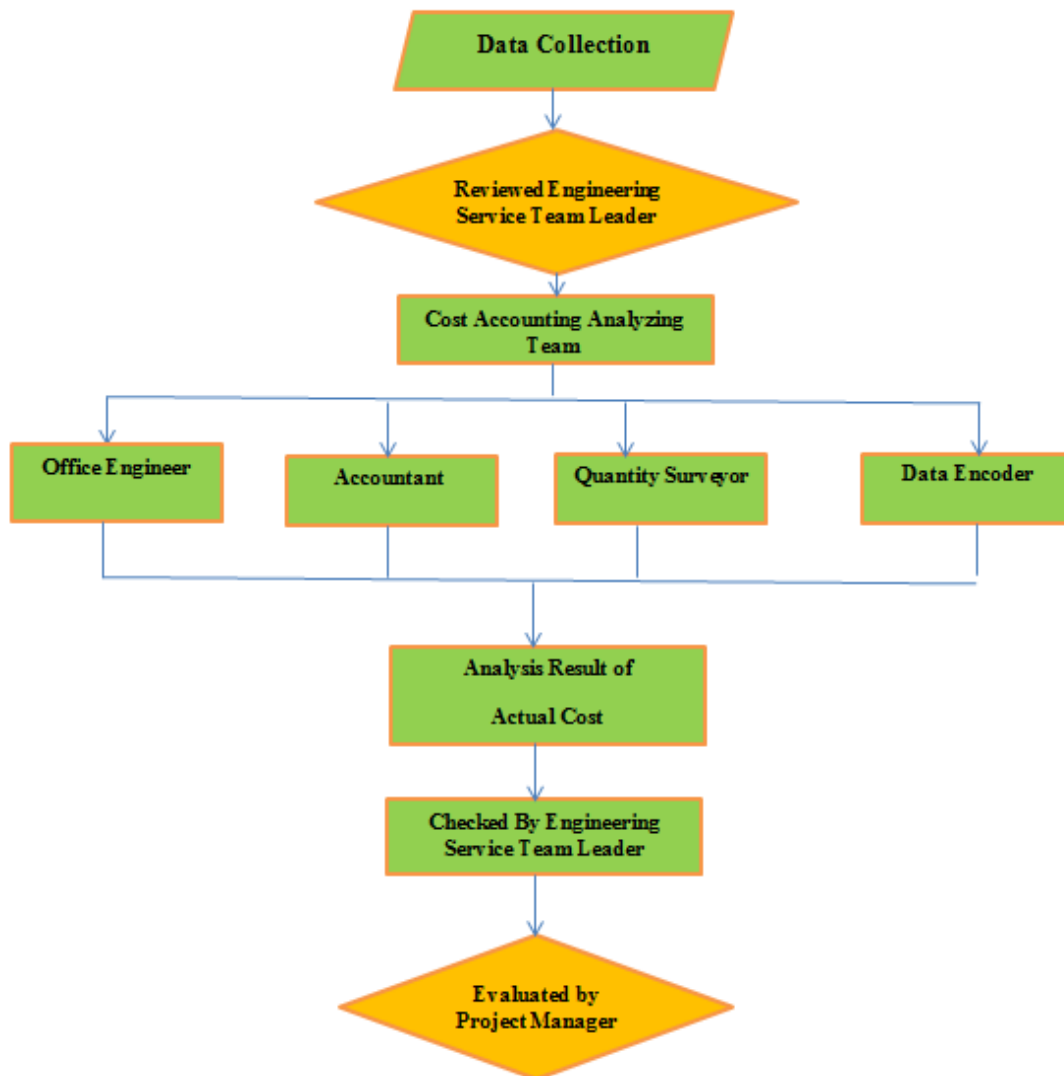 Data Collection
Reviewed Engineering
Service Team Leader
Cost Accounting Analyzing
Team
Office Engineer
Accountant
Quantity Surveyor
Data Encoder
Analysis Result of
Actual Cost
Checked By Engineering
Service Team Leader
Evaluated by
Project Manager